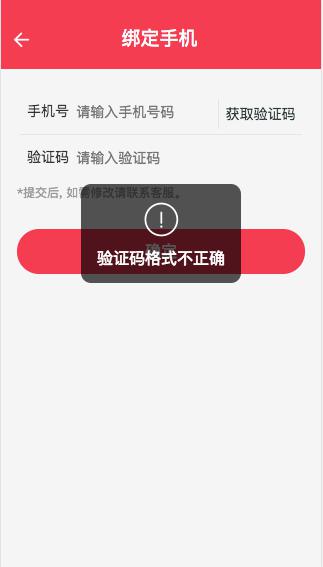 绑定手机
手机号 请输入手机号码 获取验证码
验证码 请输入验证码
*提交后, 如需修改请联系客服。
确定
验证码格式不正确